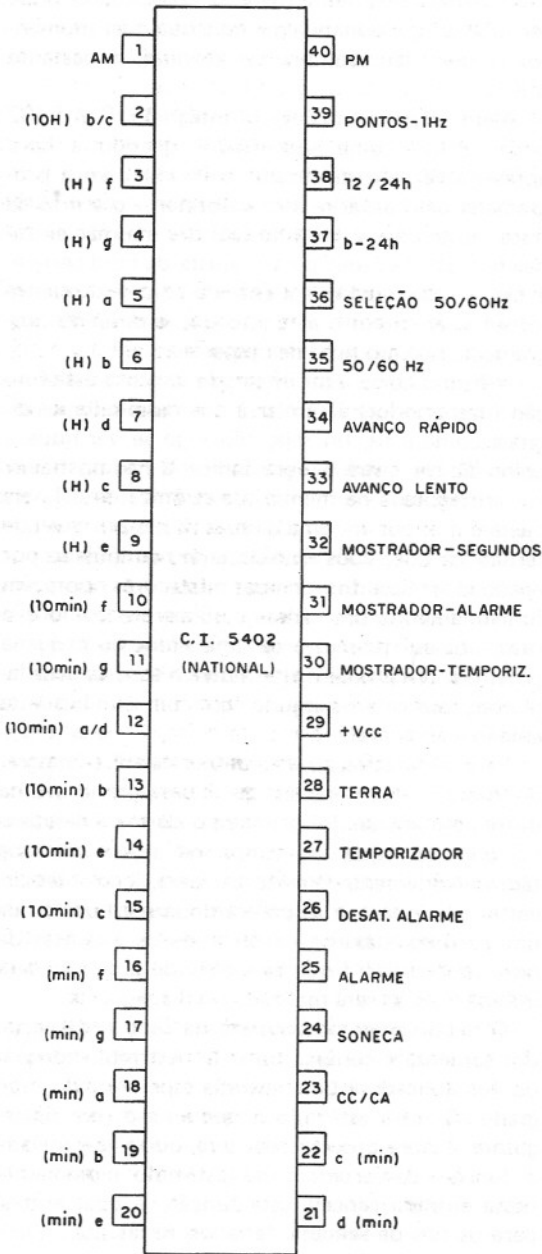 AM 1 40 PM
(10H) b/c 2 39 PONTOS-1Hz
(H) f 3 38 12/24h
(H) g 4 37 b-24h
(H) a 5 36 SELEÇÃO 50/60Hz
(H) b 6 35 50/60 Hz
(H) d 7 34 AVANÇO RÁPIDO
(H) c 8 33 AVANÇO LENTO
(H) e 9 32 MOSTRADOR-SEGUNDOS
(10min) f 10 31 MOSTRADOR-ALARME
C.I. 5402
(10min) g 11 (NATIONAL) 30 MOSTRADOR-TEMPORIZ.
(10min) a/d 12 29 +Vcc
(10min) b 13 28 TERRA
(10min) e 14 27 TEMPORIZADOR
(10min) c 15 26 DESAT. ALARME
(min) f 16 25 ALARME
(min) g 17 24 SONECA
(min) a 18 23 CC/CA
(min) b 19 22 c (min)
(min) e 20 21 d (min)